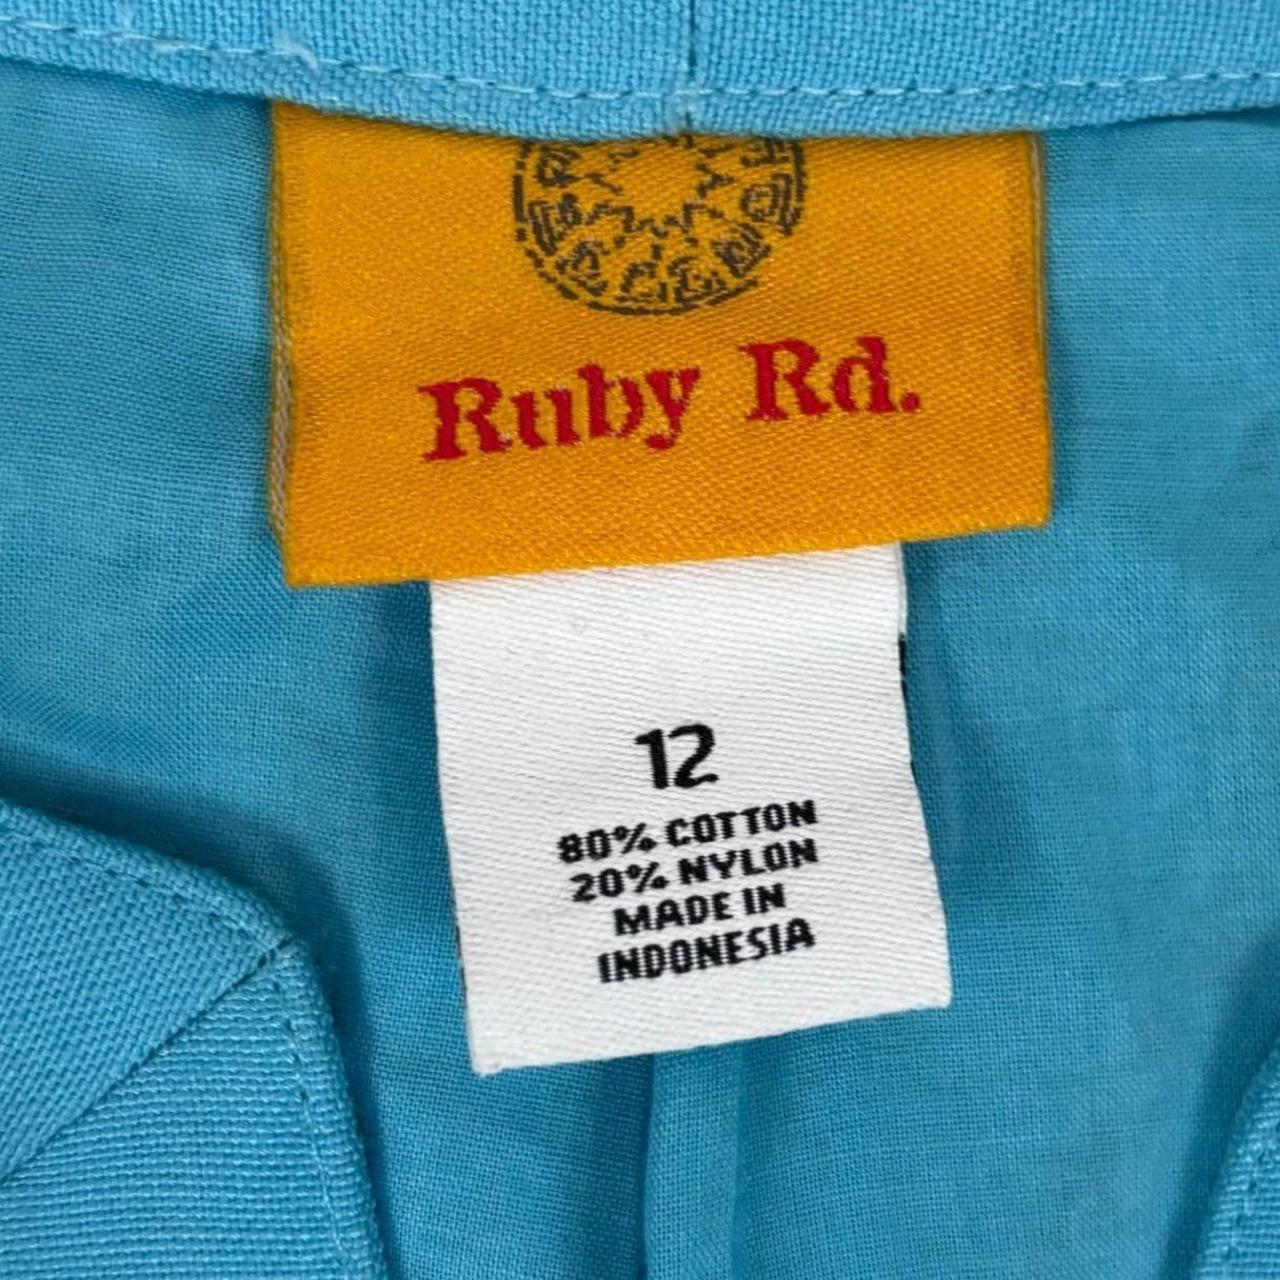 Ruby Rd.
12
80% COTTON
20% NYLON
MADE IN
INDONESIA